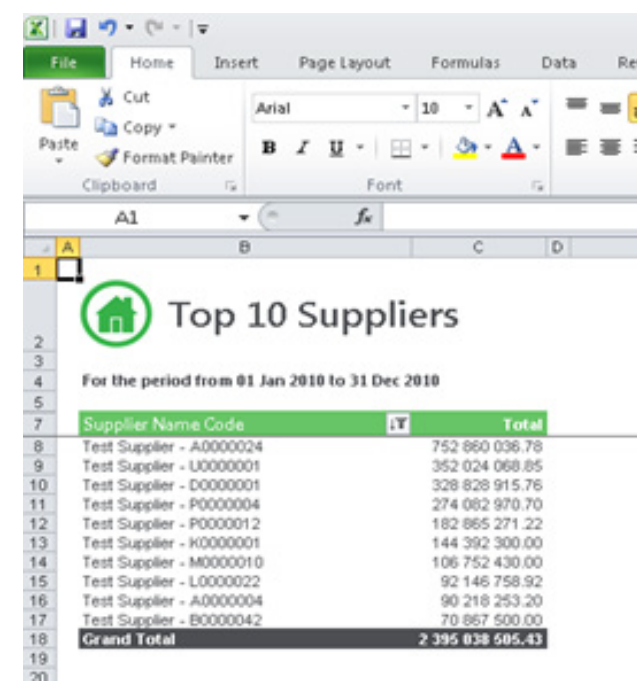 File Home Insert Page Layout Formulas Data Re
Cut
Arial 10 A A
Copy
Paste
Format Painter
B I U A
Clipboard Font
A1 fx
A B C D
1
2 Top 10 Suppliers
3
4 For the period from 01 Jan 2010 to 31 Dec 2010
5
7 Supplier Name Code Total
8 Test Supplier - A0000024 752 860 036.78
9 Test Supplier - U0000001 352 024 068.85
10 Test Supplier - D0000001 328 828 915.76
11 Test Supplier - P0000004 274 082 970.70
12 Test Supplier - P0000012 182 865 271.22
13 Test Supplier - K0000001 144 392 300.00
14 Test Supplier - M0000010 106 752 430.00
15 Test Supplier - L0000022 92 146 758.92
16 Test Supplier - A0000004 90 218 253.20
17 Test Supplier - B0000042 70 867 500.00
18 Grand Total 2 395 038 505.43
19
20